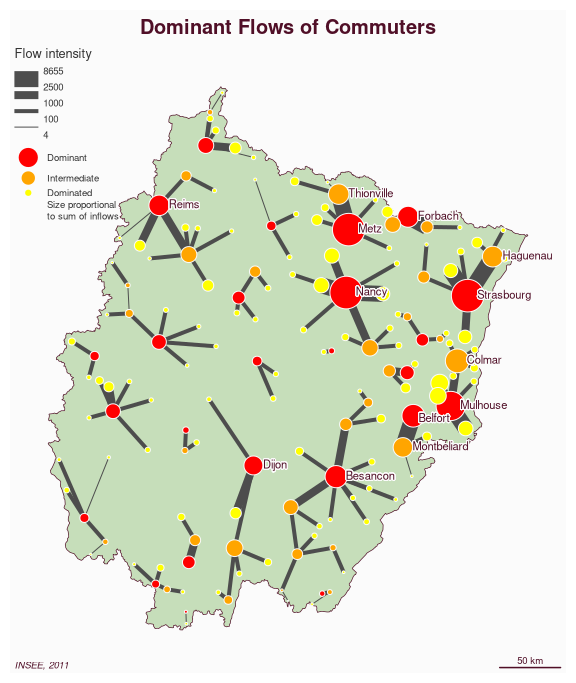 Dominant Flows of Commuters
Flow intensity
8655
2500
1000
100
4
Dominant
Intermediate
Dominated
Size proportional
to sum of inflows
Thionville
Reims
Forbach
Metz
Haguenau
Nancy
Strasbourg
Colmar
Mulhouse
Belfort
Montbéliard
Dijon
Besancon
INSEE, 2011
50 km